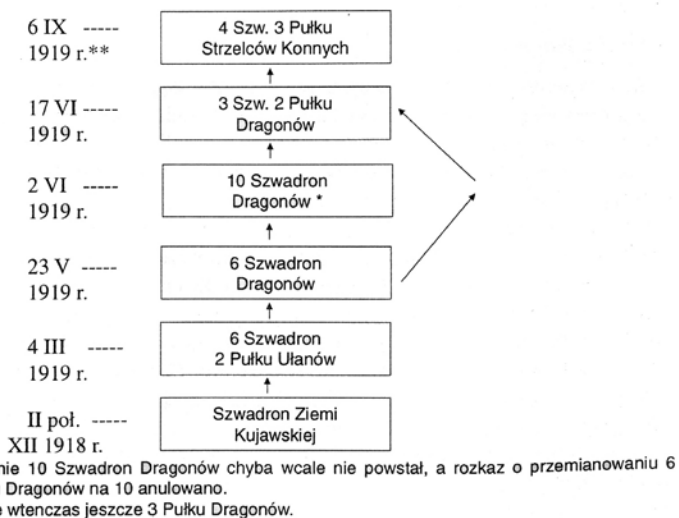 6 IX
1919 r.**
4 Szw. 3 Pułku
Strzelców Konnych
17 VI -----
1919 r.
3 Szw. 2 Pułku
Dragonów
2 VI -----
1919 r.
10 Szwadron
Dragonów *
23 V -----
1919 r.
6 Szwadron
Dragonów
4 III -----
1919 r.
6 Szwadron
2 Pułku Ułanów
II poł. -----
XII 1918 r.
Szwadron Ziemi
Kujawskiej
nie 10 Szwadron Dragonów chyba wcale nie powstał, a rozkaz o przemianowaniu 6
Dragonów na 10 anulowano.
wtenczas jeszcze 3 Pułku Dragonów.